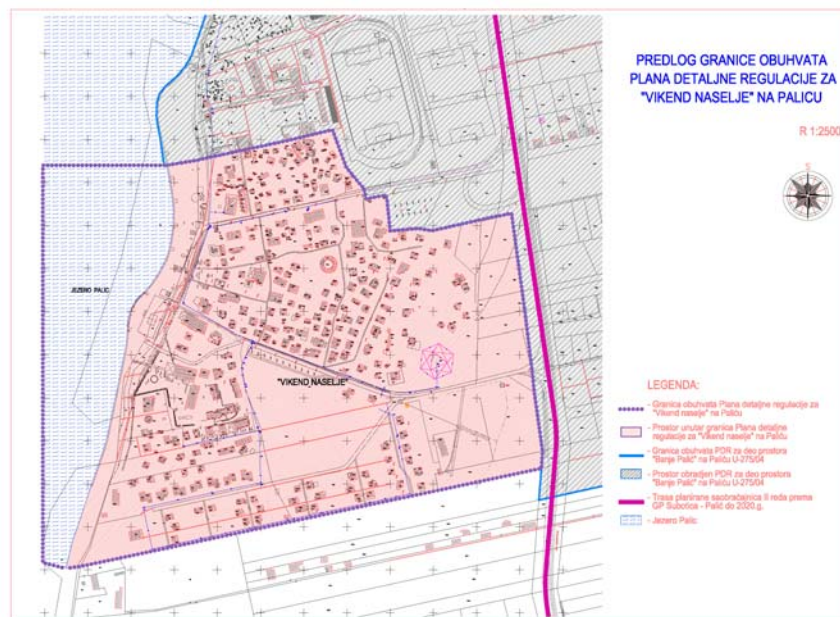 PREDLOG GRANICE OBUHVATA
PLANA DETALJNE REGULACIJE ZA
"VIKEND NASELJE" NA PALICU
R 1:2500
JEZERO PALIC
"VIKEND NASELJE"
LEGENDA:
- Granica obuhvata Plana detaljne regulacije za
"Vikend naselje" na Paliću
- Prostor unutar granica Plana detaljne
regulacije za "Vikend naselje" na Paliću
- Granica obuhvata PDR za deo prostora
"Banje Palić" na Paliću U-275/04
- Prostor obradjen PDR za deo prostora
"Banje Palić" na Paliću U-275/04
- Trasa planirane saobraćajnice II reda prema
GP Subotica - Palić do 2020.g.
- Jezero Palic